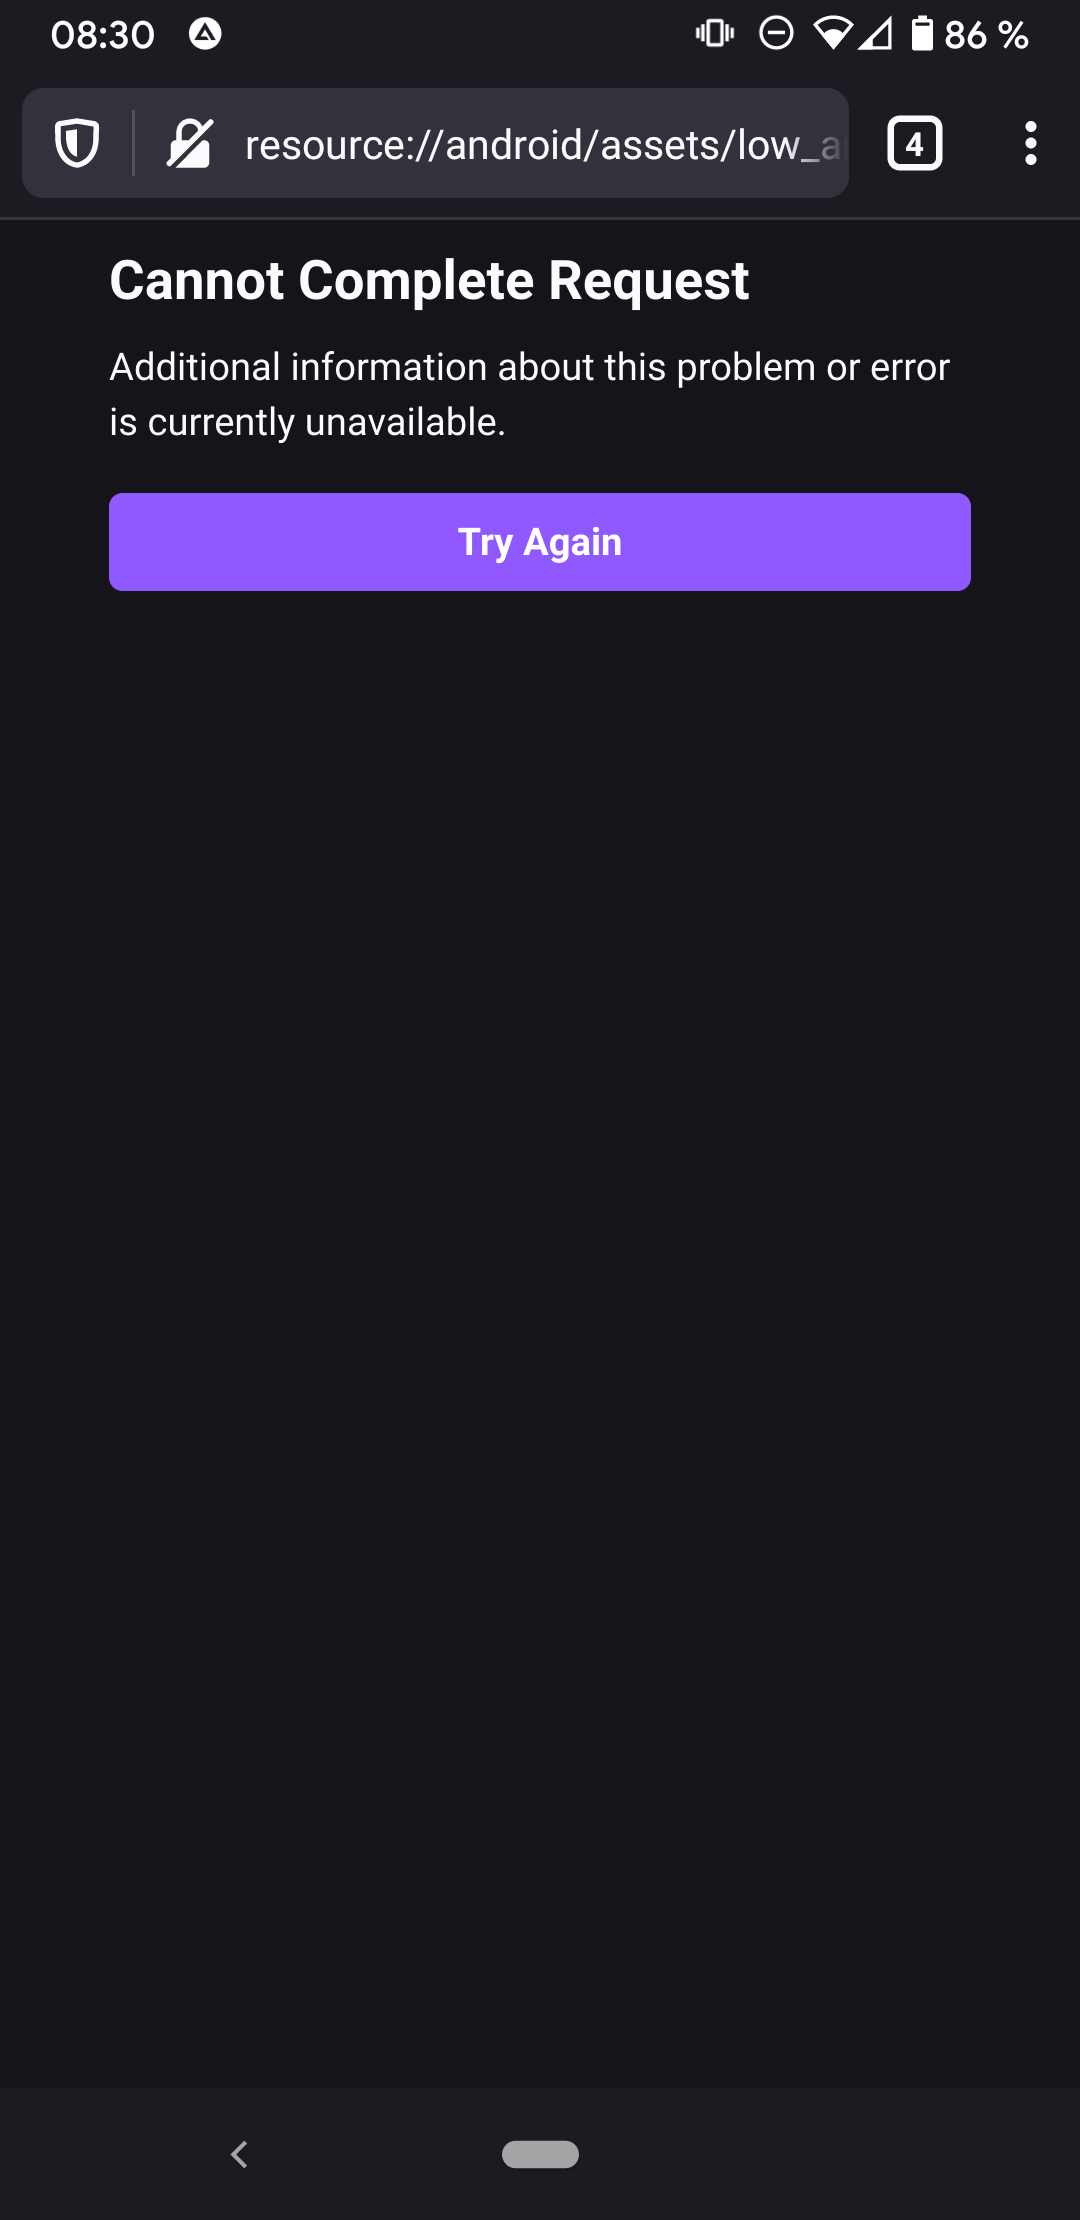 08:30 86 %
resource://android/assets/low_a 4
Cannot Complete Request
Additional information about this problem or error
is currently unavailable.
Try Again